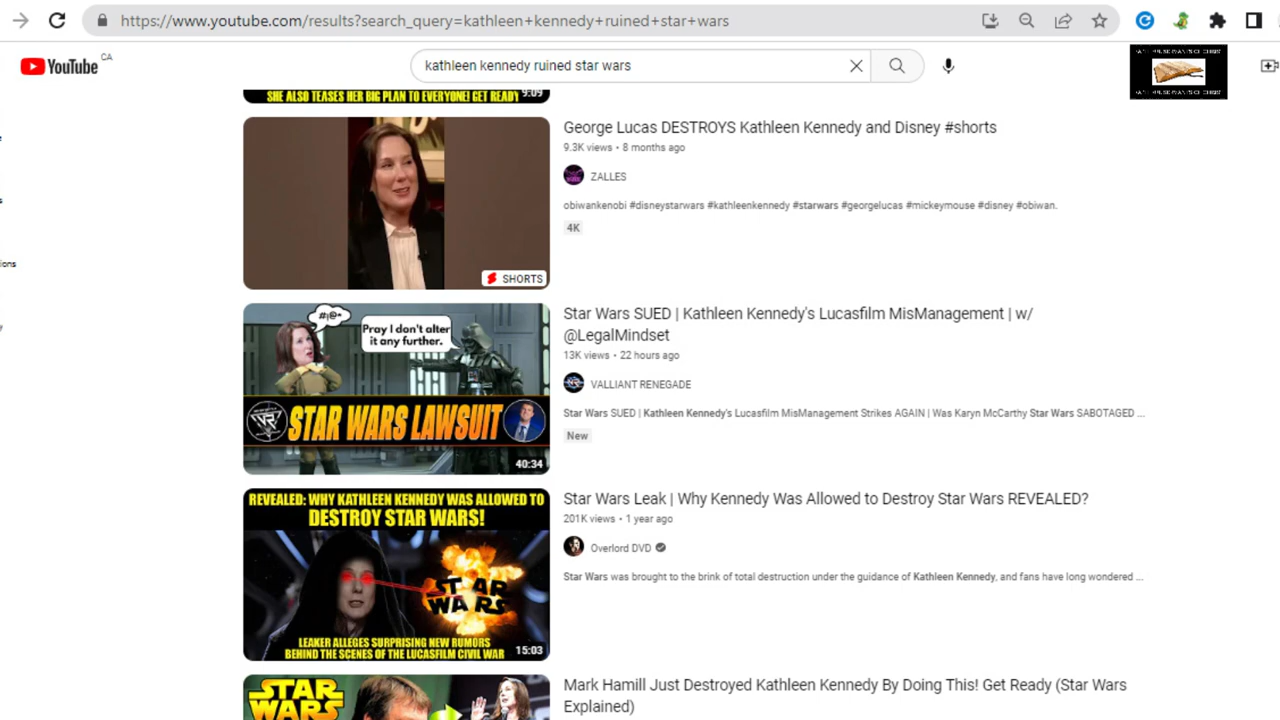 https://www.youtube.com/results?search_query=kathleen+kennedy+ruined+star+wars
YouTube CA
kathleen kennedy ruined star wars
SHE ALSO TEASES HER BIG PLAN TO EVERYONE! GET READY
9:09
George Lucas DESTROYS Kathleen Kennedy and Disney #shorts
9.3K views • 8 months ago
ZALLES
obiwankenobi #disneystarwars #kathleenkennedy #starwars #georgelucas #mickeymouse #disney #obiwan.
4K
SHORTS
#!@*
Pray I don't alter
it any further.
STAR WARS LAWSUIT
40:34
Star Wars SUED | Kathleen Kennedy's Lucasfilm MisManagement | w/
@LegalMindset
13K views • 22 hours ago
VALLIANT RENEGADE
Star Wars SUED | Kathleen Kennedy's Lucasfilm MisManagement Strikes AGAIN | Was Karyn McCarthy Star Wars SABOTAGED ...
New
REVEALED: WHY KATHLEEN KENNEDY WAS ALLOWED TO
DESTROY STAR WARS!
STAR
WARS
LEAKER ALLEGES SURPRISING NEW RUMORS
BEHIND THE SCENES OF THE LUCASFILM CIVIL WAR
15:03
Star Wars Leak | Why Kennedy Was Allowed to Destroy Star Wars REVEALED?
201K views • 1 year ago
Overlord DVD
Star Wars was brought to the brink of total destruction under the guidance of Kathleen Kennedy, and fans have long wondered ...
STAR
WARS
Mark Hamill Just Destroyed Kathleen Kennedy By Doing This! Get Ready (Star Wars
Explained)
ions